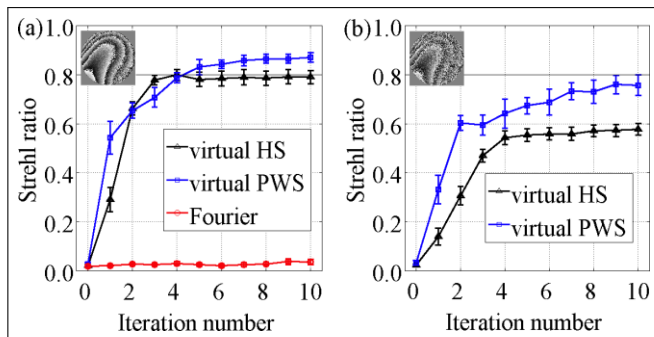 (a)
Strehl ratio
1.0
0.8
0.6
0.4
0.2
0.0
virtual HS
virtual PWS
Fourier
0 2 4 6 8 10
Iteration number
(b)
Strehl ratio
1.0
0.8
0.6
0.4
0.2
0.0
virtual HS
virtual PWS
0 2 4 6 8 10
Iteration number